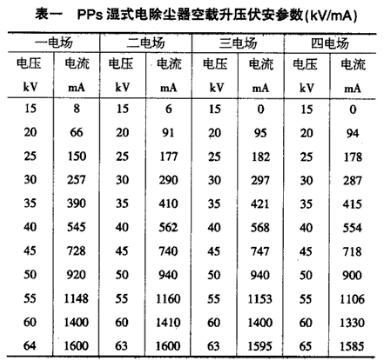 表一 PPs湿式电除尘器空载升压伏安参数(kV/mA)
一电场 二电场 三电场 四电场
电压 电流 电压 电流 电压 电流 电压 电流
kV mA kV mA kV mA kV mA
15 8 15 6 15 0 15 0
20 66 20 91 20 95 20 94
25 150 25 177 25 182 25 178
30 257 30 290 30 297 30 287
35 390 35 410 35 421 35 415
40 545 40 562 40 568 40 554
45 728 45 740 45 747 45 718
50 920 50 940 50 940 50 900
55 1148 55 1160 55 1153 55 1106
60 1400 60 1410 60 1400 60 1330
64 1600 63 1600 63 1595 65 1585